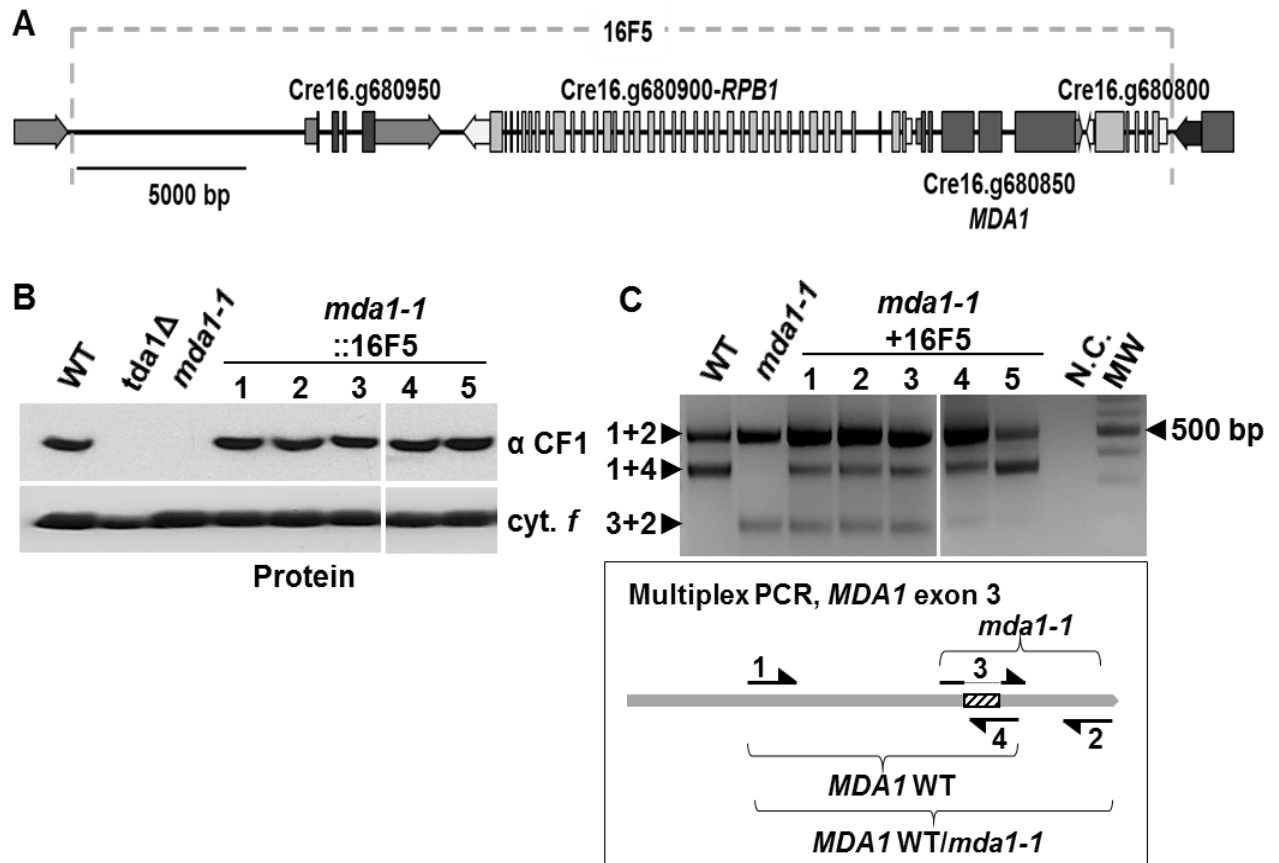 A
16F5
Cre16.g680950
Cre16.g680900-RPB1
Cre16.g680800
5000 bp
Cre16.g680850
MDA1
B
WT
tda1Δ
mda1-1
mda1-1
::16F5
1 2 3 4 5
α CF1
cyt. f
Protein
C
WT
mda1-1
mda1-1
+16F5
1 2 3 4 5
N.C.
MW
1+2
500 bp
1+4
3+2
Multiplex PCR, MDA1 exon 3
mda1-1
1
3
4
2
MDA1 WT
MDA1 WT/mda1-1